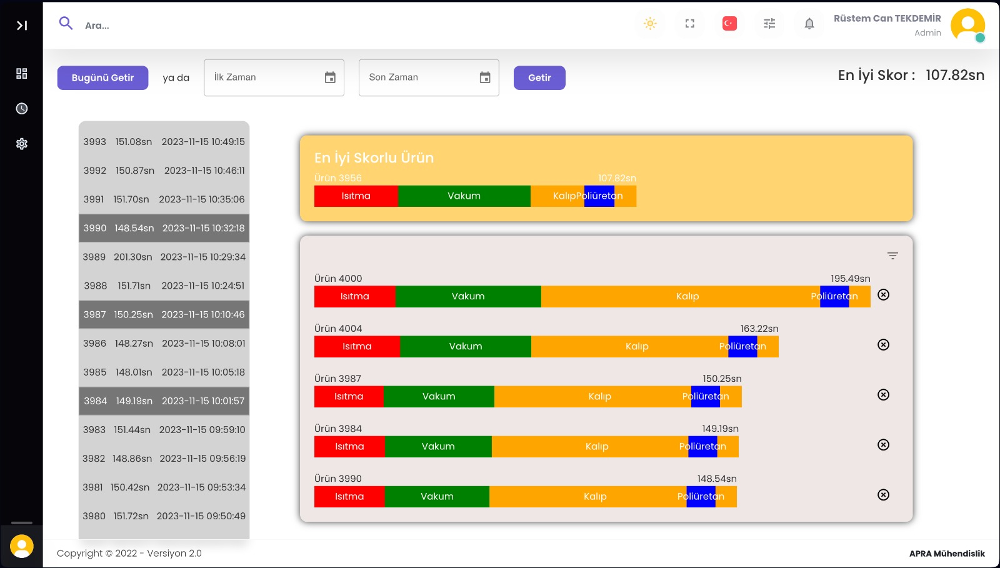 Ara...
Rüstem Can TEKDEMİR
Admin
Bugünü Getir
ya da
İlk Zaman
Son Zaman
Getir
En İyi Skor : 107.82sn
3993 151.08sn 2023-11-15 10:49:15
3992 150.87sn 2023-11-15 10:46:11
3991 151.70sn 2023-11-15 10:35:06
3990 148.54sn 2023-11-15 10:32:18
3989 201.30sn 2023-11-15 10:29:34
3988 151.71sn 2023-11-15 10:24:51
3987 150.25sn 2023-11-15 10:10:46
3986 148.27sn 2023-11-15 10:08:01
3985 148.01sn 2023-11-15 10:05:18
3984 149.19sn 2023-11-15 10:01:57
3983 151.44sn 2023-11-15 09:59:10
3982 148.86sn 2023-11-15 09:56:19
3981 150.42sn 2023-11-15 09:53:34
3980 151.72sn 2023-11-15 09:50:49
En İyi Skorlu Ürün
Ürün 3956 107.82sn
Isıtma Vakum Kalıp Poliüretan
Ürün 4000 195.49sn
Isıtma Vakum Kalıp Poliüretan
Ürün 4004 163.22sn
Isıtma Vakum Kalıp Poliüretan
Ürün 3987 150.25sn
Isıtma Vakum Kalıp Poliüretan
Ürün 3984 149.19sn
Isıtma Vakum Kalıp Poliüretan
Ürün 3990 148.54sn
Isıtma Vakum Kalıp Poliüretan
Copyright © 2022 - Versiyon 2.0
APRA Mühendislik